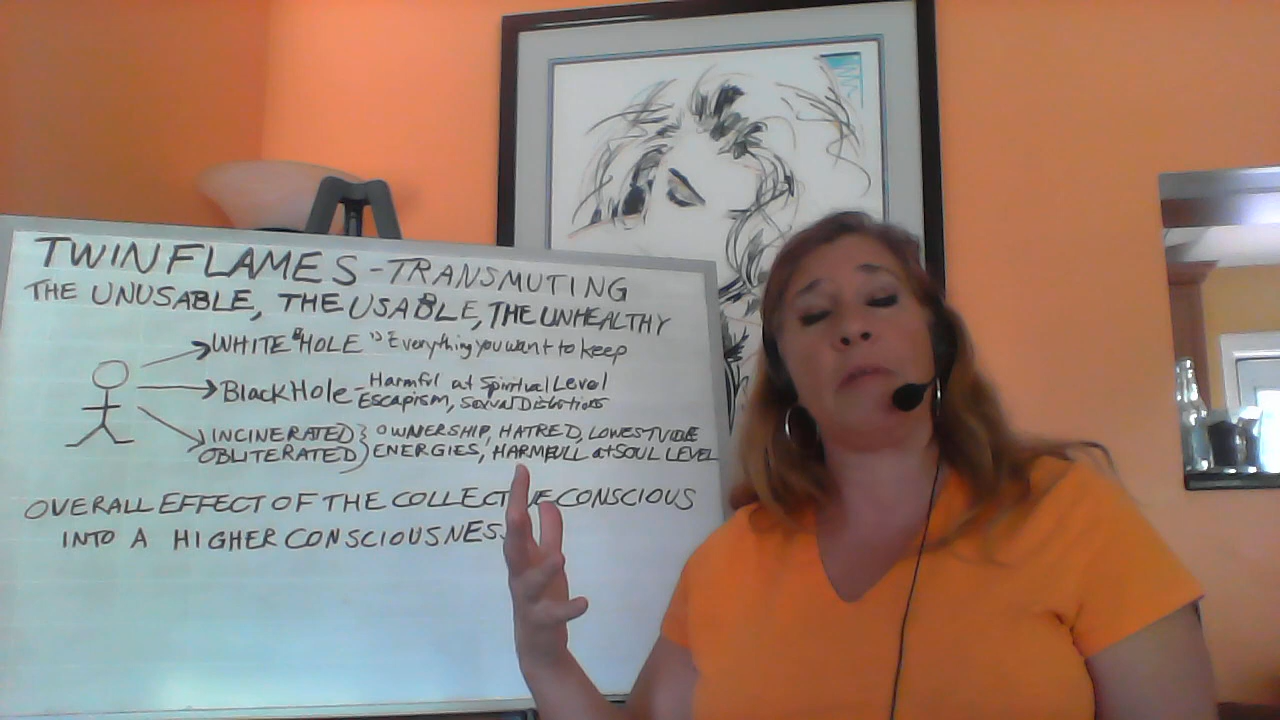 TWINFLAMES - TRANSMUTING
THE UNUSABLE, THE USABLE, THE UNHEALTHY
WHITE "HOLE" Everything you want to keep
Black Hole - Harmful at Spiritual Level
Escapism, Sexual Distortions
INCINERATED } OWNERSHIP, HATRED, LOWEST VIBE
OBLITERATED } ENERGIES, HARMFULL at SOUL LEVEL
OVERALL EFFECT OF THE COLLECTIVE CONSCIOUS
INTO A HIGHER CONSCIOUSNESS